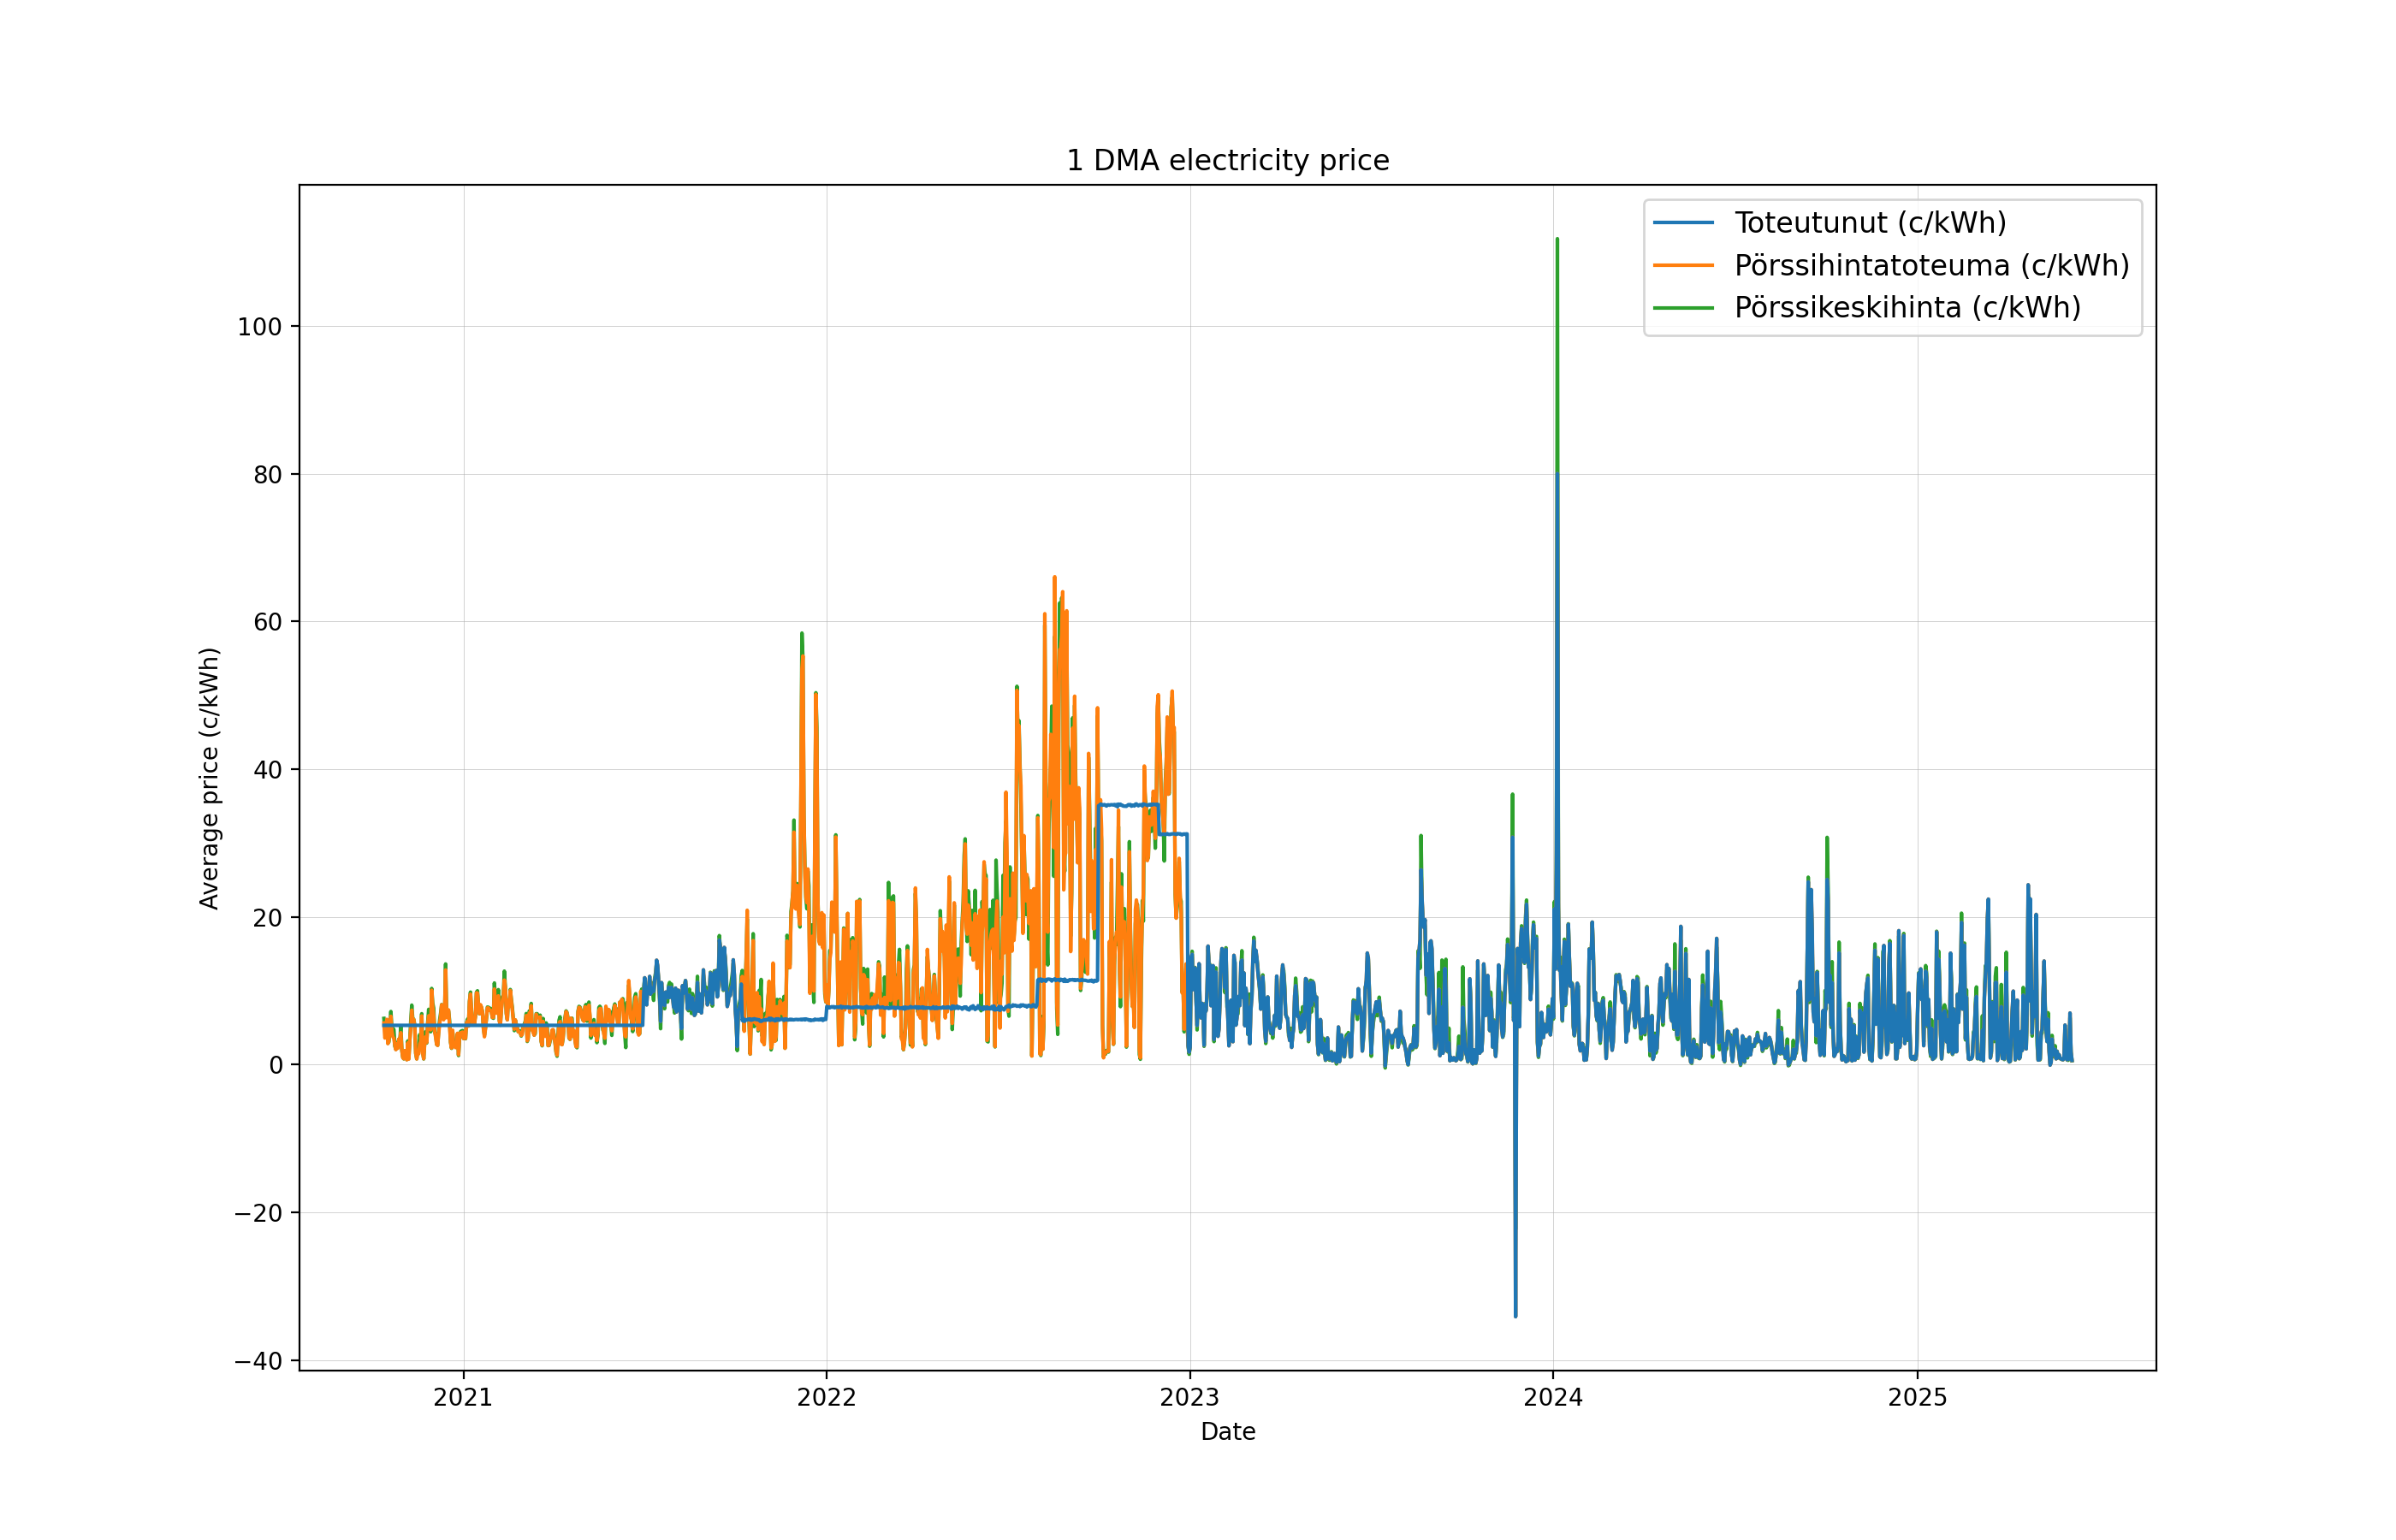 1 DMA electricity price
Toteutunut (c/kWh)
Pörssihintatoteuma (c/kWh)
Pörssikeskihinta (c/kWh)
Average price (c/kWh)
100
80
60
40
20
0
−20
−40
2021
2022
2023
2024
2025
Date